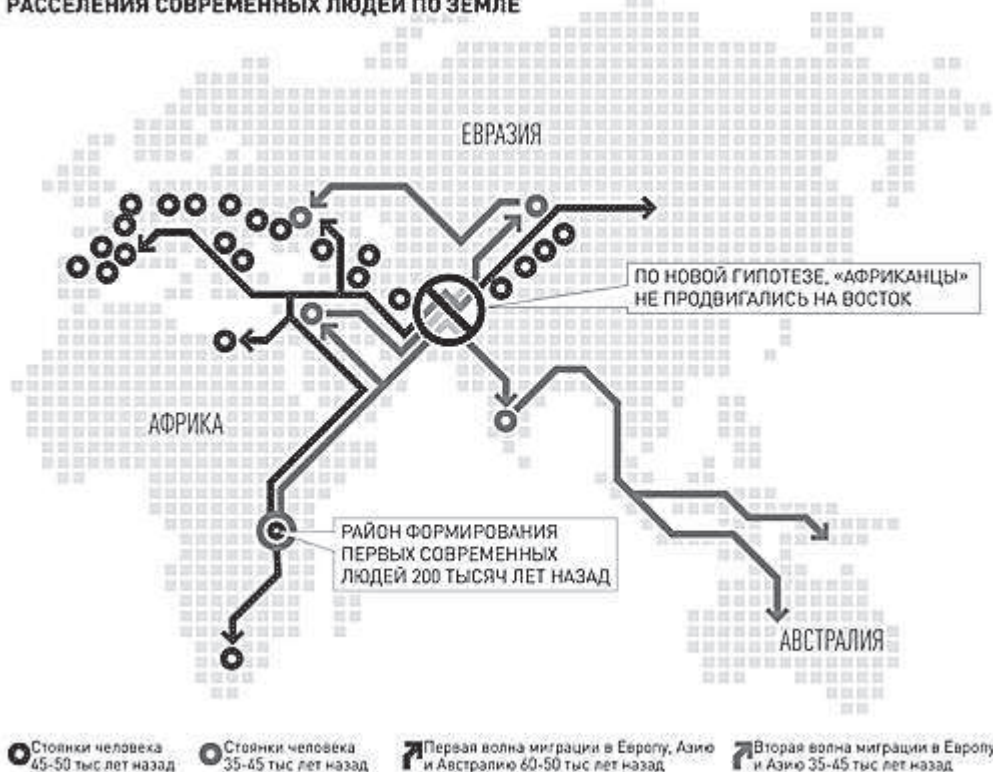 РАССЕЛЕНИЯ СОВРЕМЕННЫХ ЛЮДЕЙ ПО ЗЕМЛЕ
ЕВРАЗИЯ
ПО НОВОЙ ГИПОТЕЗЕ, «АФРИКАНЦЫ»
НЕ ПРОДВИГАЛИСЬ НА ВОСТОК
АФРИКА
РАЙОН ФОРМИРОВАНИЯ
ПЕРВЫХ СОВРЕМЕННЫХ
ЛЮДЕЙ 200 ТЫСЯЧ ЛЕТ НАЗАД
АВСТРАЛИЯ
Стоянки человека
45-50 тыс лет назад
Стоянки человека
35-45 тыс лет назад
Первая волна миграции в Европу, Азию
и Австралию 60-50 тыс лет назад
Вторая волна миграции в Европу
и Азию 35-45 тыс лет назад